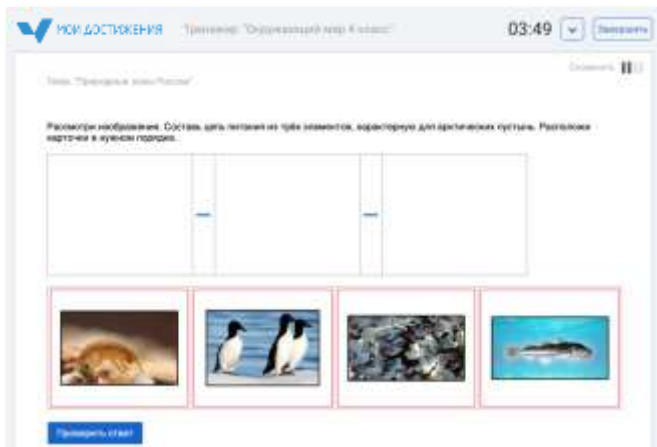 МОИ ДОСТИЖЕНИЯ
Тренажер "Окружающий мир 4 класс"
03:49
Завершить
Тема: "Природные зоны России"
Рассмотри изображения. Составь цепь питания из трёх элементов, характерную для арктических пустынь. Расположи
карточки в нужном порядке.
Проверить ответ